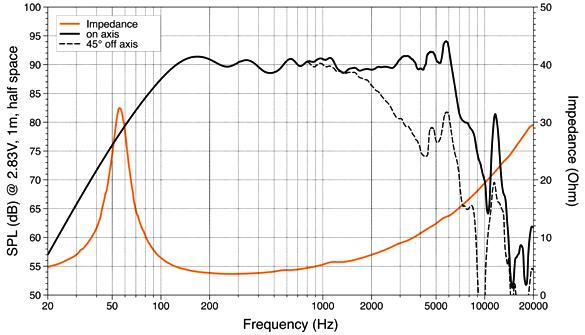 Impedance
on axis
45° off axis
100
95
90
85
80
75
70
65
60
55
50
50
40
30
20
10
0
SPL (dB) @ 2.83V, 1m, half space
Impedance (Ohm)
20 50 100 200 500 1000 2000 5000 10000 20000
Frequency (Hz)